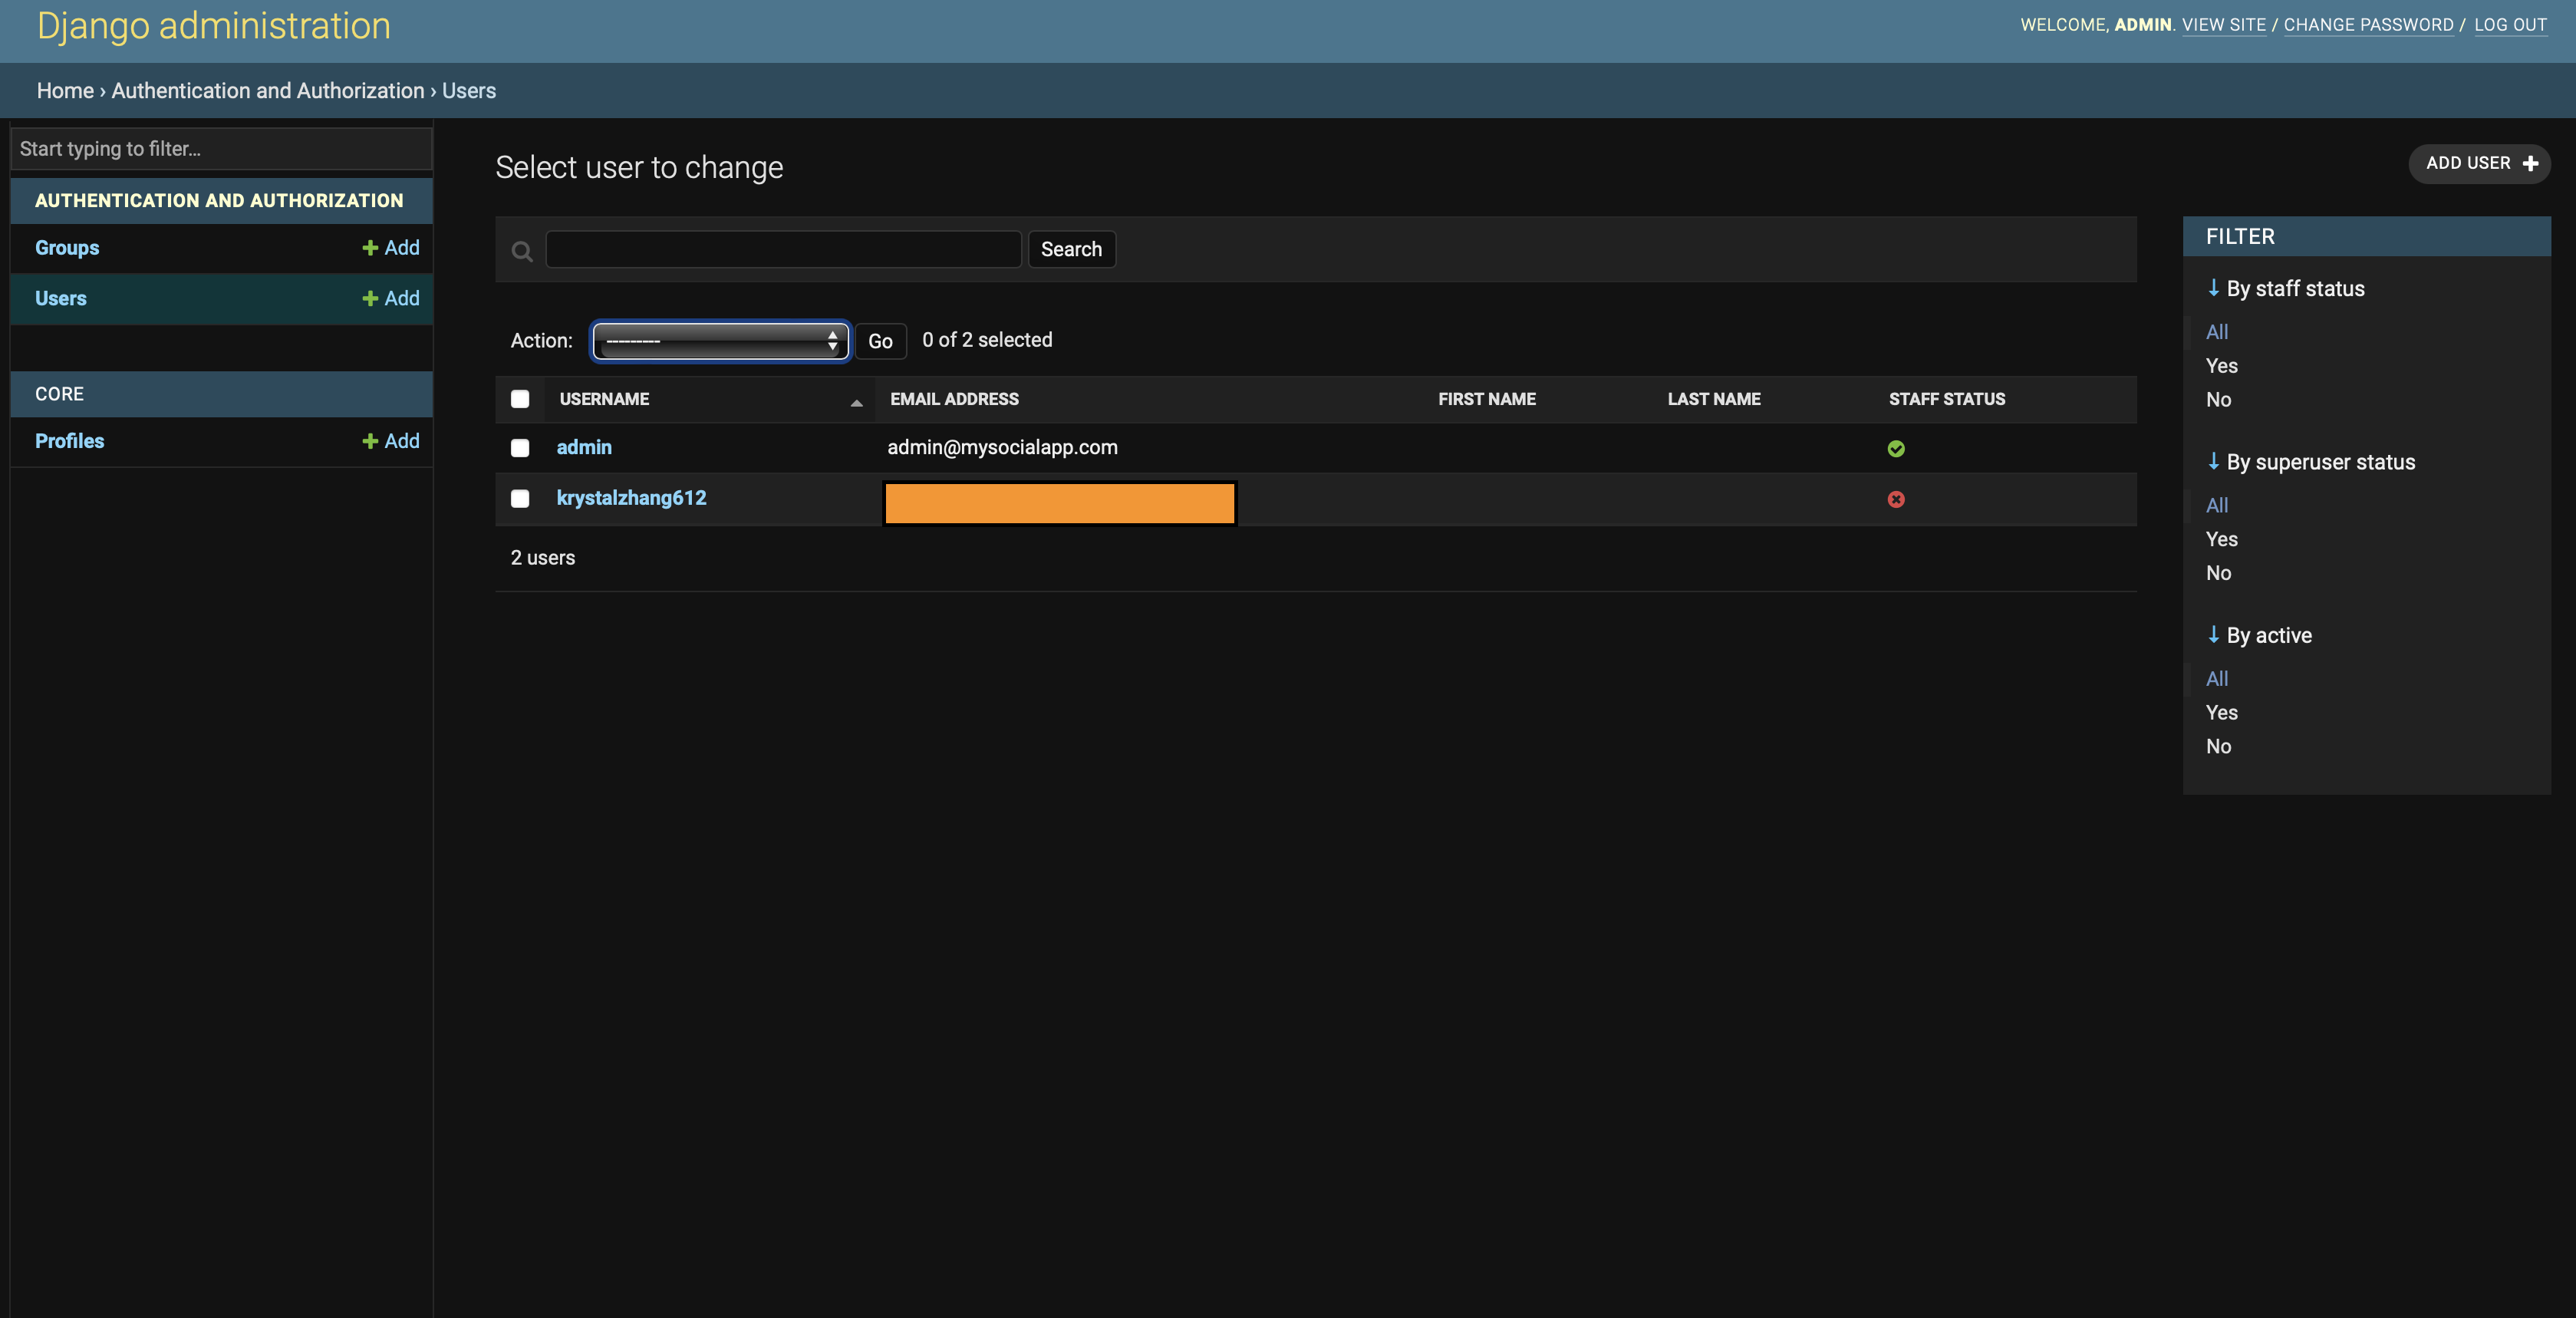 Django administration
WELCOME, ADMIN. VIEW SITE / CHANGE PASSWORD / LOG OUT
Home › Authentication and Authorization › Users
Start typing to filter...
AUTHENTICATION AND AUTHORIZATION
Groups + Add
Users + Add
CORE
Profiles + Add
Select user to change
ADD USER +
Search
Action: --------- Go 0 of 2 selected
USERNAME EMAIL ADDRESS FIRST NAME LAST NAME STAFF STATUS
admin admin@mysocialapp.com
krystalzhang612
2 users
FILTER
↓ By staff status
All
Yes
No
↓ By superuser status
All
Yes
No
↓ By active
All
Yes
No